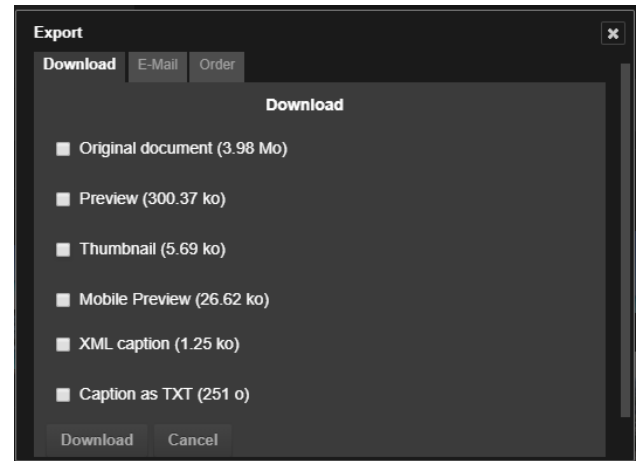 Export
Download E-Mail Order
Download
Original document (3.98 Mo)
Preview (300.37 ko)
Thumbnail (5.69 ko)
Mobile Preview (26.62 ko)
XML caption (1.25 ko)
Caption as TXT (251 o)
Download Cancel